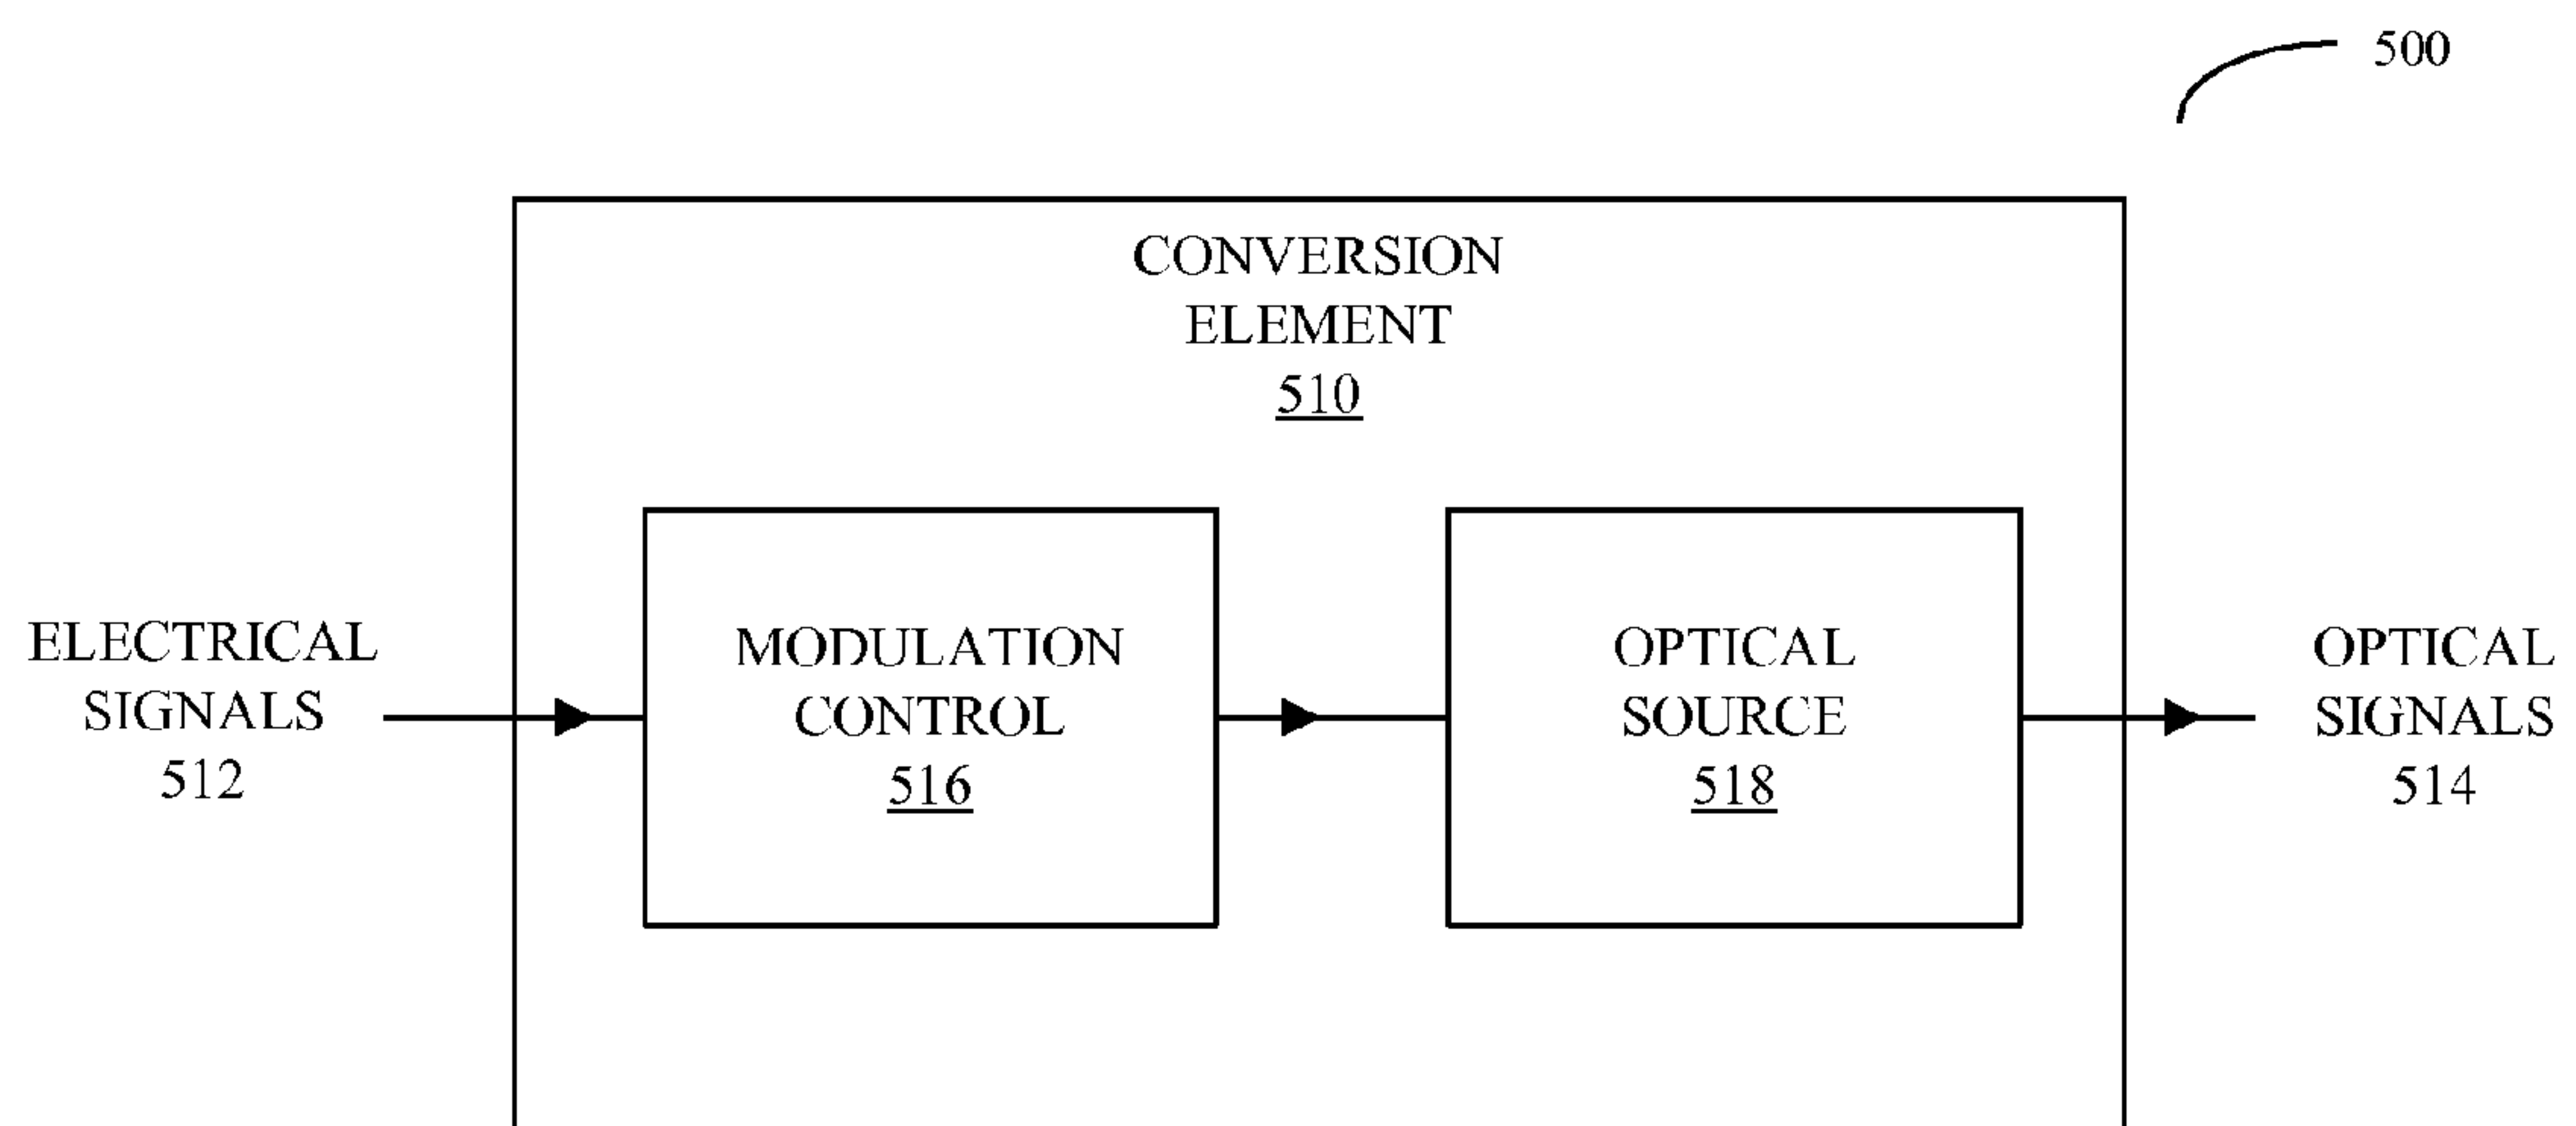 500
CONVERSION
ELEMENT
510
ELECTRICAL
SIGNALS
512
MODULATION
CONTROL
516
OPTICAL
SOURCE
518
OPTICAL
SIGNALS
514